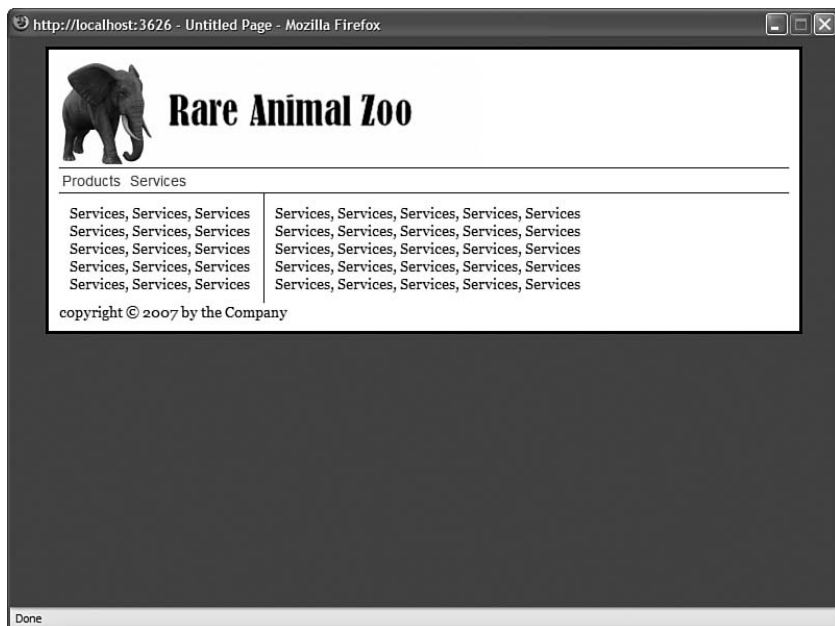 http://localhost:3626 - Untitled Page - Mozilla Firefox
Rare Animal Zoo
Products Services
Services, Services, Services
Services, Services, Services
Services, Services, Services
Services, Services, Services
Services, Services, Services
Services, Services, Services, Services, Services
Services, Services, Services, Services, Services
Services, Services, Services, Services, Services
Services, Services, Services, Services, Services
Services, Services, Services, Services, Services
copyright © 2007 by the Company
Done